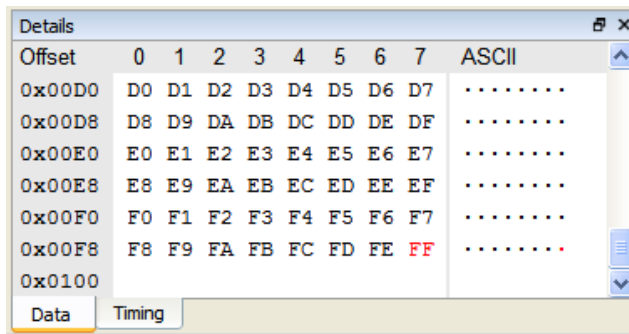 Details
Offset 0 1 2 3 4 5 6 7 ASCII
0x00D0 D0 D1 D2 D3 D4 D5 D6 D7 ........
0x00D8 D8 D9 DA DB DC DD DE DF ........
0x00E0 E0 E1 E2 E3 E4 E5 E6 E7 ........
0x00E8 E8 E9 EA EB EC ED EE EF ........
0x00F0 F0 F1 F2 F3 F4 F5 F6 F7 ........
0x00F8 F8 F9 FA FB FC FD FE FF ........
0x0100
Data Timing